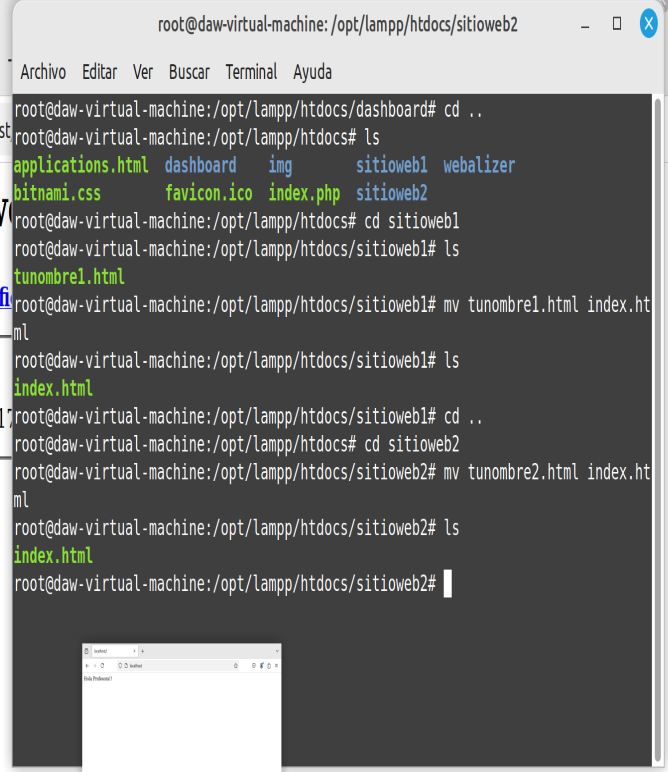 root@daw-virtual-machine: /opt/lampp/htdocs/sitioweb2
Archivo Editar Ver Buscar Terminal Ayuda
root@daw-virtual-machine:/opt/lampp/htdocs/dashboard# cd ..
root@daw-virtual-machine:/opt/lampp/htdocs# ls
applications.html dashboard img sitioweb1 webalizer
bitnami.css favicon.ico index.php sitioweb2
root@daw-virtual-machine:/opt/lampp/htdocs# cd sitioweb1
root@daw-virtual-machine:/opt/lampp/htdocs/sitioweb1# ls
tunombre1.html
root@daw-virtual-machine:/opt/lampp/htdocs/sitioweb1# mv tunombre1.html index.ht
ml
root@daw-virtual-machine:/opt/lampp/htdocs/sitioweb1# ls
index.html
root@daw-virtual-machine:/opt/lampp/htdocs/sitioweb1# cd ..
root@daw-virtual-machine:/opt/lampp/htdocs# cd sitioweb2
root@daw-virtual-machine:/opt/lampp/htdocs/sitioweb2# mv tunombre2.html index.ht
ml
root@daw-virtual-machine:/opt/lampp/htdocs/sitioweb2# ls
index.html
root@daw-virtual-machine:/opt/lampp/htdocs/sitioweb2#
localhost/
localhost